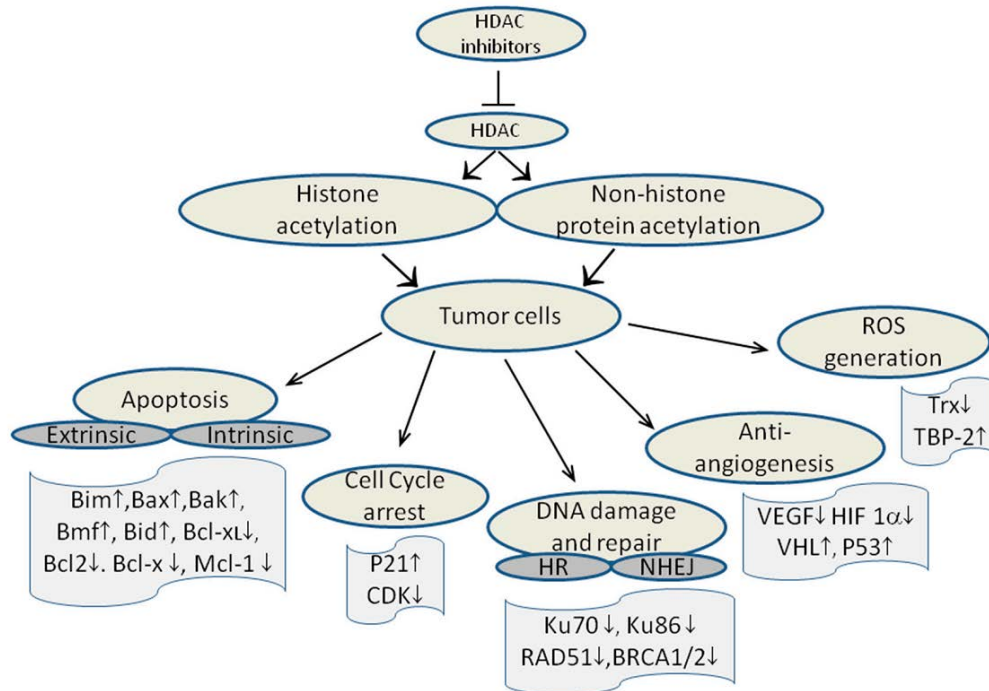 HDAC
inhibitors
HDAC
Histone
acetylation
Non-histone
protein acetylation
Tumor cells
ROS
generation
Trx↓
TBP-2↑
Apoptosis
Extrinsic
Intrinsic
Bim↑,Bax↑,Bak↑,
Bmf↑, Bid↑, Bcl-xL↓,
Bcl2↓. Bcl-x↓, Mcl-1↓
Cell Cycle
arrest
P21↑
CDK↓
DNA damage
and repair
HR
NHEJ
Ku70↓, Ku86↓
RAD51↓,BRCA1/2↓
Anti-
angiogenesis
VEGF↓ HIF 1α↓
VHL↑, P53↑